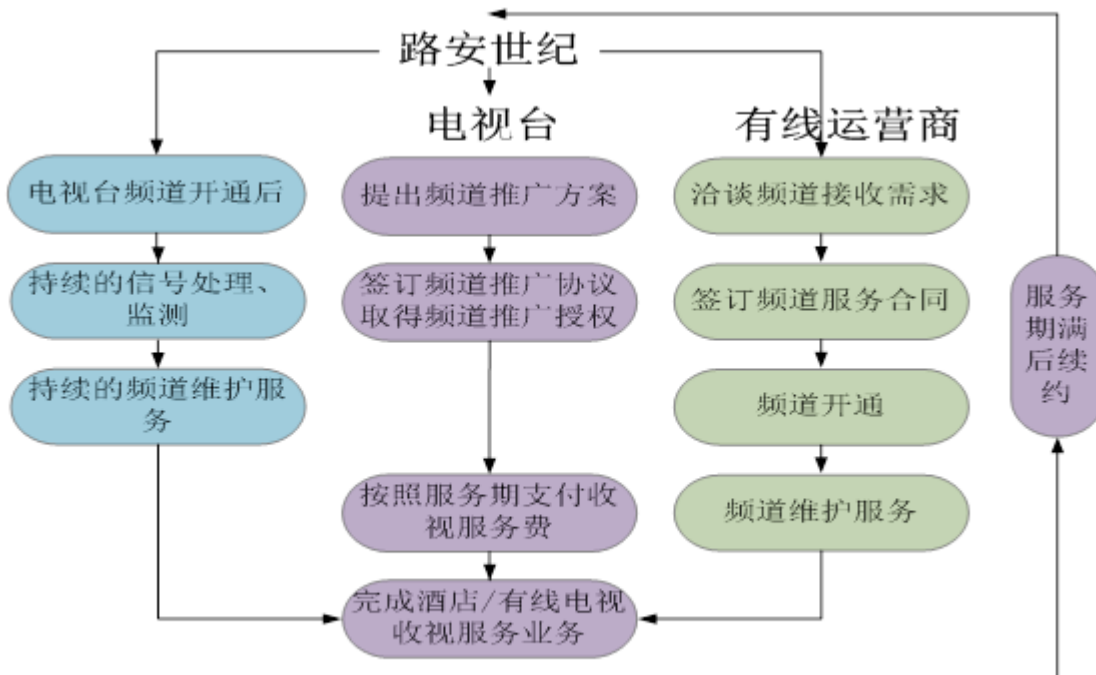 路安世纪
电视台
有线运营商
电视台频道开通后
提出频道推广方案
洽谈频道接收需求
持续的信号处理、
监测
签订频道推广协议
取得频道推广授权
签订频道服务合同
服务
期满
后续
约
持续的频道维护服
务
频道开通
按照服务期支付收
视服务费
频道维护服务
完成酒店/有线电视
收视服务业务